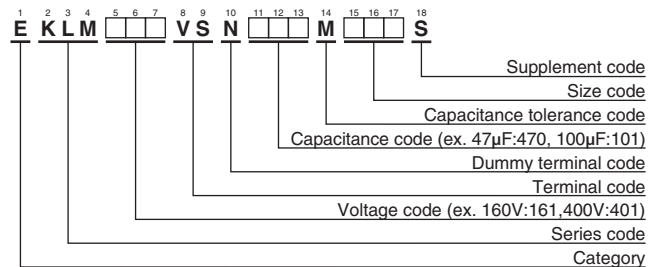 1 2 3 4 5 6 7 8 9 10 11 12 13 14 15 16 17 18
E KLM VS N M S
Supplement code
Size code
Capacitance tolerance code
Capacitance code (ex. 47µF:470, 100µF:101)
Dummy terminal code
Terminal code
Voltage code (ex. 160V:161,400V:401)
Series code
Category